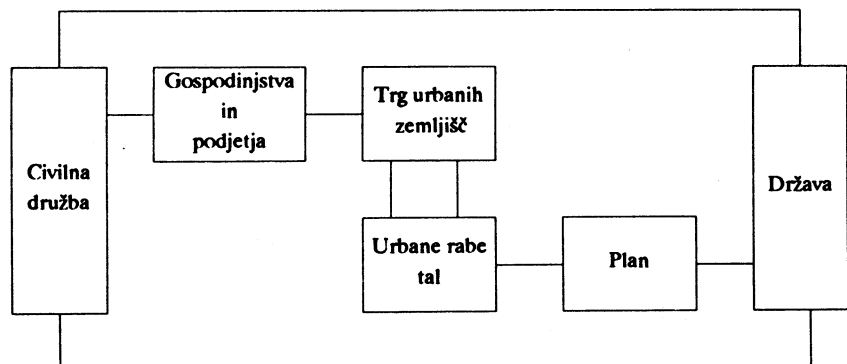 Gospodinjstva
in
podjetja
Trg urbanih
zemljišč
Civilna
družba
Država
Urbane rabe
tal
Plan